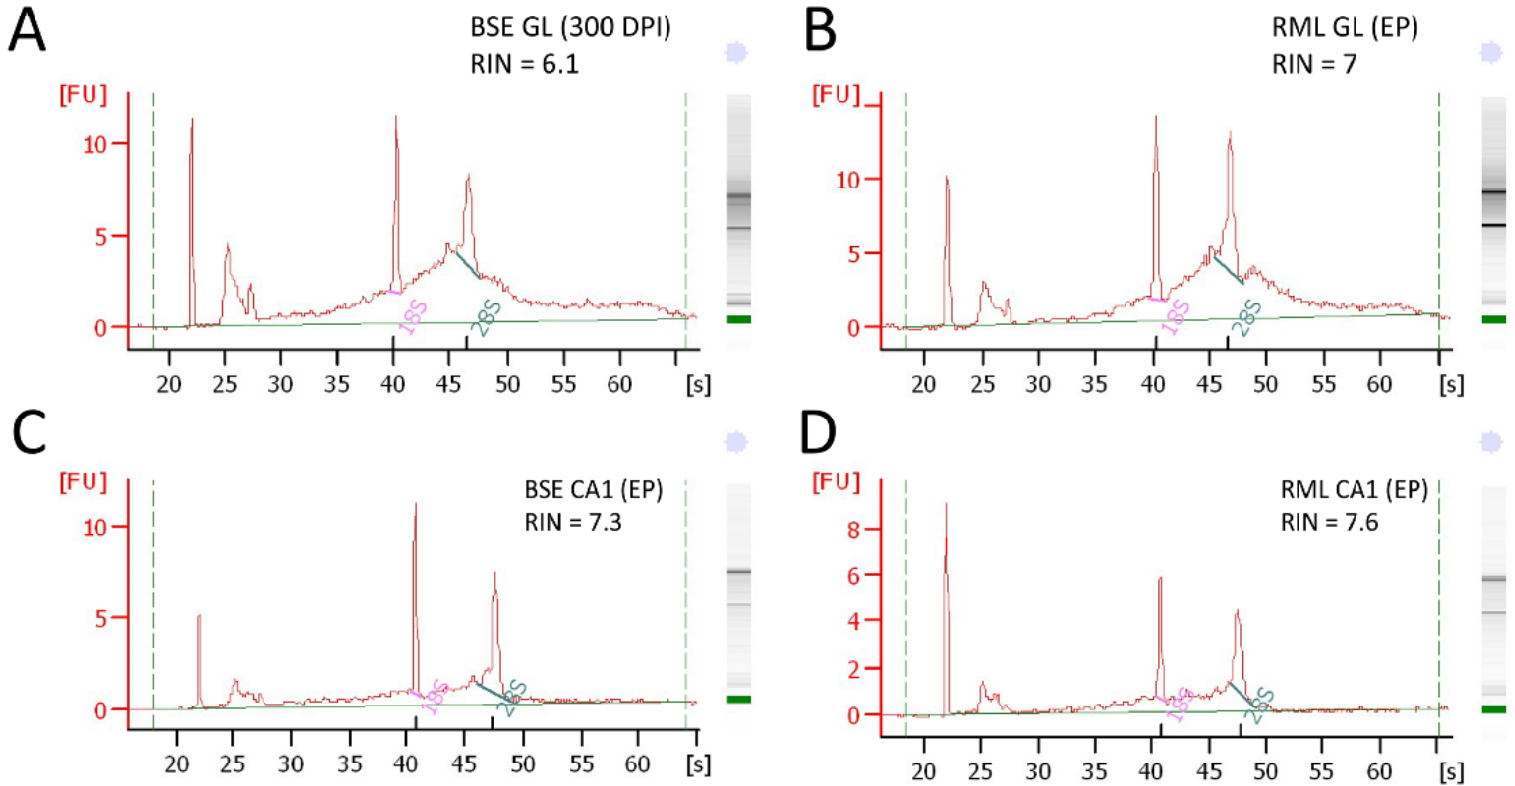 A
BSE GL (300 DPI)
RIN = 6.1
[FU]
10
5
0
18S
28S
20 25 30 35 40 45 50 55 60 [s]
B
RML GL (EP)
RIN = 7
[FU]
10
5
0
18S
28S
20 25 30 35 40 45 50 55 60 [s]
C
BSE CA1 (EP)
RIN = 7.3
[FU]
10
5
0
18S
28S
20 25 30 35 40 45 50 55 60 [s]
D
RML CA1 (EP)
RIN = 7.6
[FU]
8
6
4
2
0
18S
28S
20 25 30 35 40 45 50 55 60 [s]